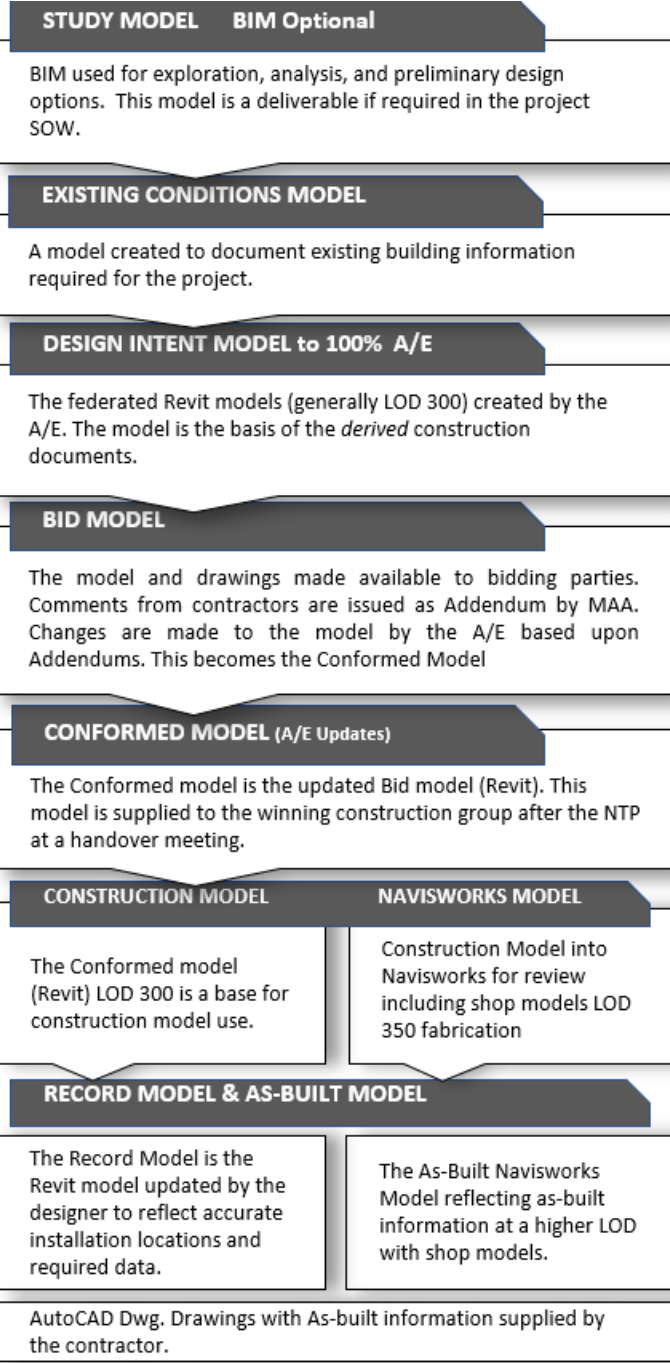 STUDY MODEL BIM Optional
BIM used for exploration, analysis, and preliminary design
options. This model is a deliverable if required in the project
SOW.
EXISTING CONDITIONS MODEL
A model created to document existing building information
required for the project.
DESIGN INTENT MODEL to 100% A/E
The federated Revit models (generally LOD 300) created by the
A/E. The model is the basis of the derived construction
documents.
BID MODEL
The model and drawings made available to bidding parties.
Comments from contractors are issued as Addendum by MAA.
Changes are made to the model by the A/E based upon
Addendums. This becomes the Conformed Model
CONFORMED MODEL (A/E Updates)
The Conformed model is the updated Bid model (Revit). This
model is supplied to the winning construction group after the NTP
at a handover meeting.
CONSTRUCTION MODEL
The Conformed model
(Revit) LOD 300 is a base for
construction model use.
NAVISWORKS MODEL
Construction Model into
Navisworks for review
including shop models LOD
350 fabrication
RECORD MODEL & AS-BUILT MODEL
The Record Model is the
Revit model updated by the
designer to reflect accurate
installation locations and
required data.
The As-Built Navisworks
Model reflecting as-built
information at a higher LOD
with shop models.
AutoCAD Dwg. Drawings with As-built information supplied by
the contractor.